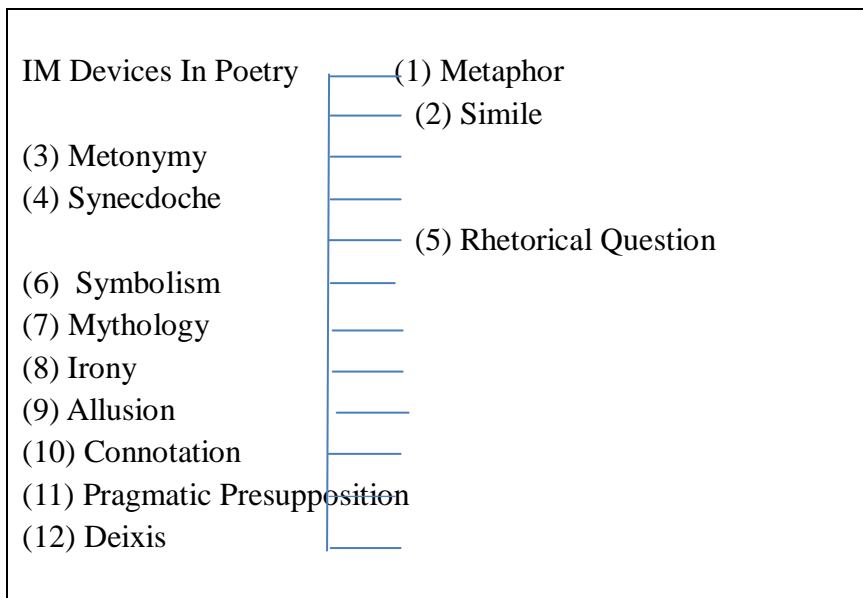 IM Devices In Poetry (1) Metaphor
(2) Simile
(3) Metonymy
(4) Synecdoche
(5) Rhetorical Question
(6) Symbolism
(7) Mythology
(8) Irony
(9) Allusion
(10) Connotation
(11) Pragmatic Presupposition
(12) Deixis